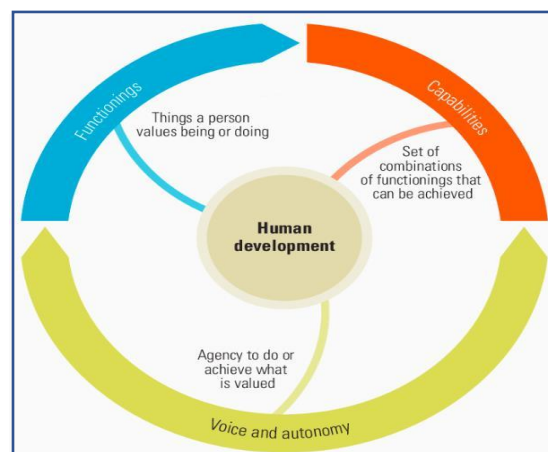 Functionings
Things a person
values being or doing
Capabilities
Set of
combinations
of functionings that
can be achieved
Human
development
Agency to do or
achieve what
is valued
Voice and autonomy